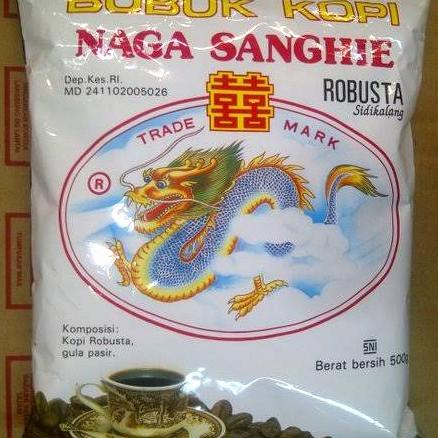 BUBUK KOPI
NAGA SANGHIE
Dep.Kes.RI.
MD 241102005026
ROBUSTA
Sidikalang
囍
TRADE MARK
®
Komposisi:
Kopi Robusta,
gula pasir.
SNI
Berat bersih 500g